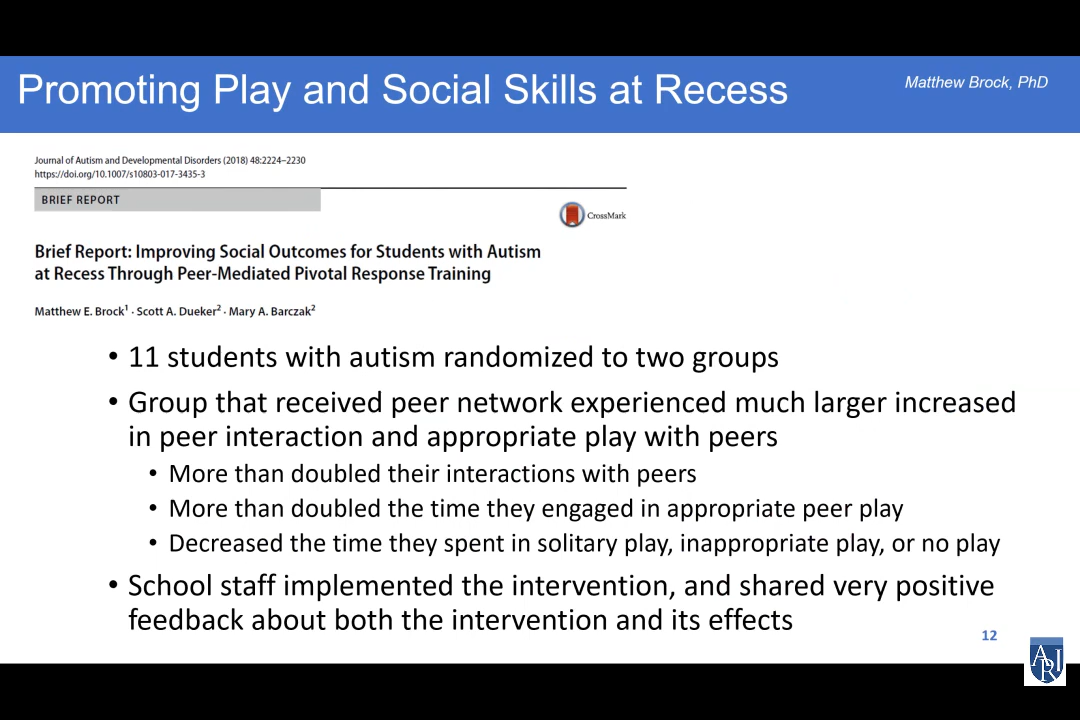 Promoting Play and Social Skills at Recess
Matthew Brock, PhD
Journal of Autism and Developmental Disorders (2018) 48:2224–2230
https://doi.org/10.1007/s10803-017-3435-3
BRIEF REPORT
CrossMark
Brief Report: Improving Social Outcomes for Students with Autism
at Recess Through Peer-Mediated Pivotal Response Training
Matthew E. Brock1 · Scott A. Dueker2 · Mary A. Barczak2
• 11 students with autism randomized to two groups
• Group that received peer network experienced much larger increased
in peer interaction and appropriate play with peers
• More than doubled their interactions with peers
• More than doubled the time they engaged in appropriate peer play
• Decreased the time they spent in solitary play, inappropriate play, or no play
• School staff implemented the intervention, and shared very positive
feedback about both the intervention and its effects
12
ARI